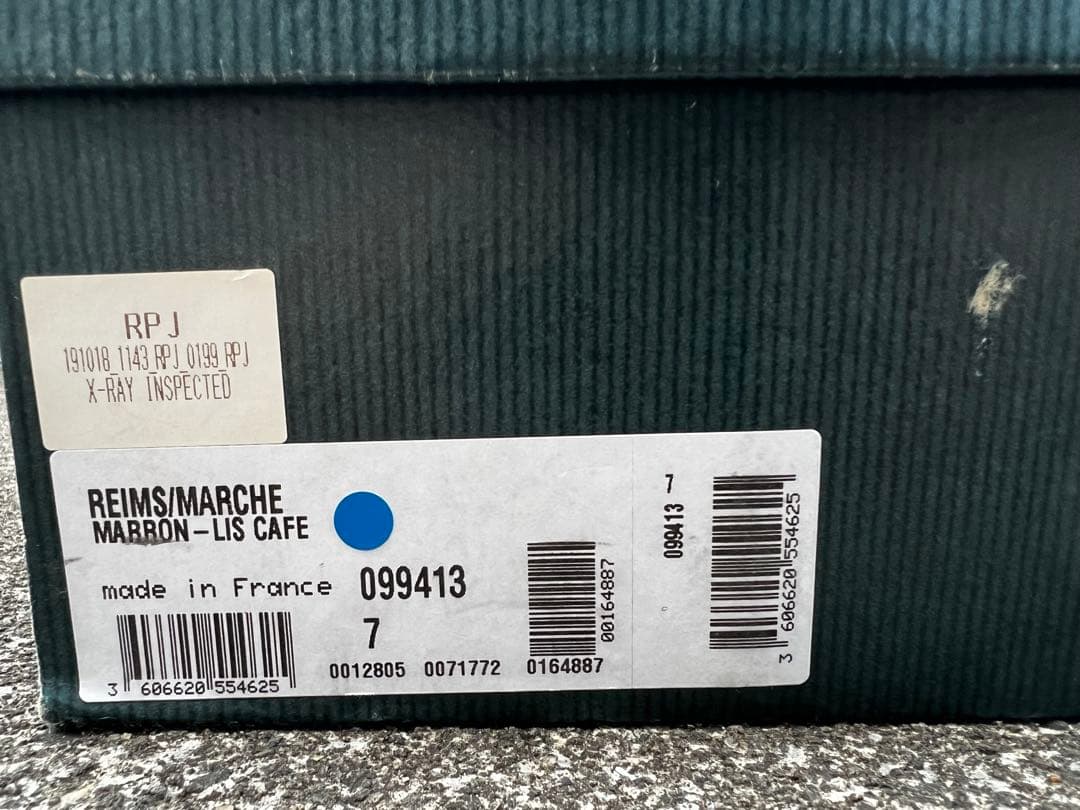 RPJ
191018_1143_RPJ_0199_RPJ
X-RAY INSPECTED
REIMS/MARCHE
MARRON-LIS CAFE
made in France 099413
7
3 606620 554625
0012805 0071772 0164887
00164887
099413 7
3 606620 554625